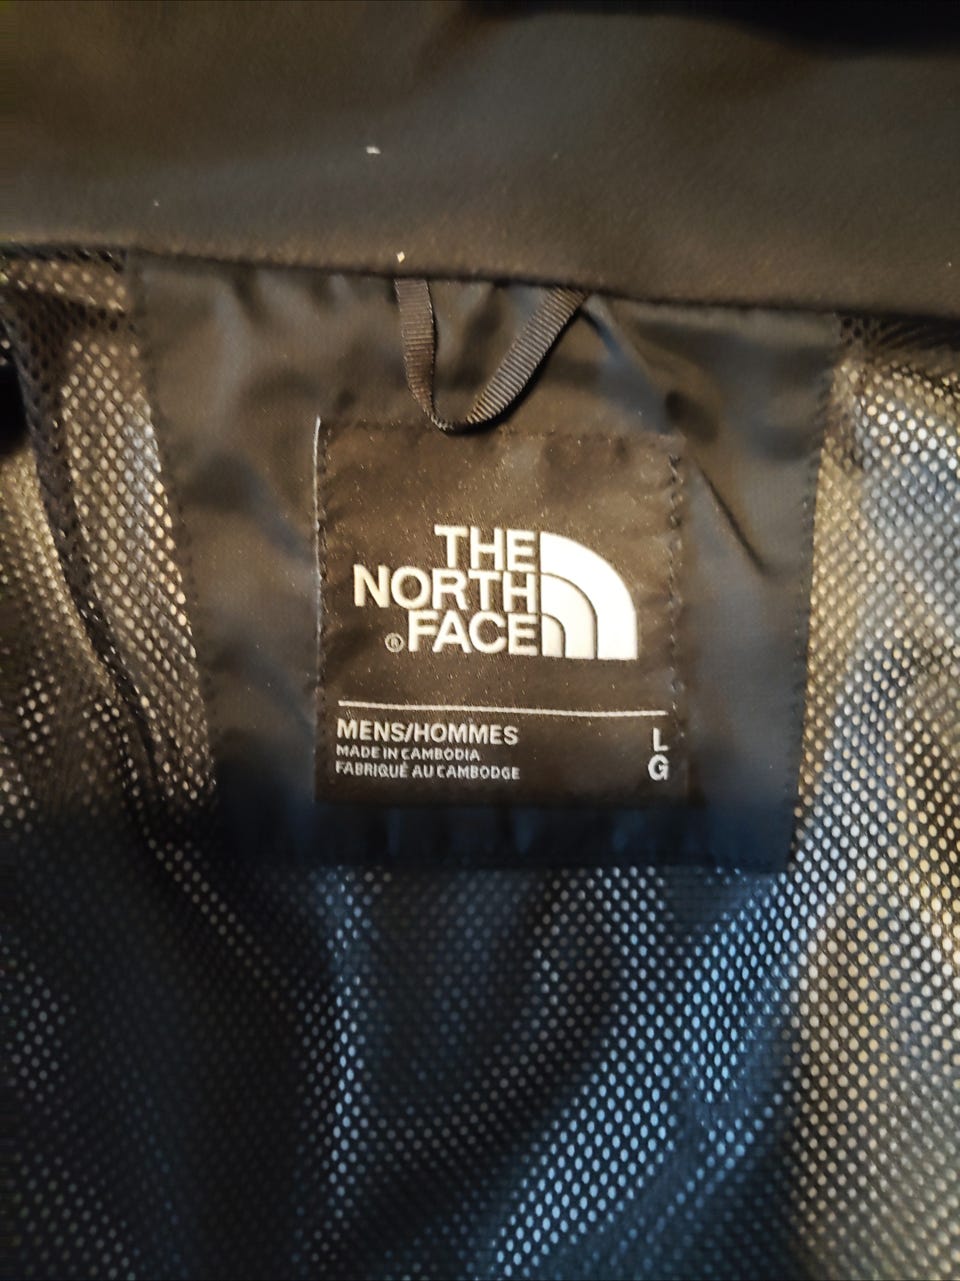 THE
NORTH
®FACE
MENS/HOMMES L
MADE IN CAMBODIA
FABRIQUÉ AU CAMBODGE G